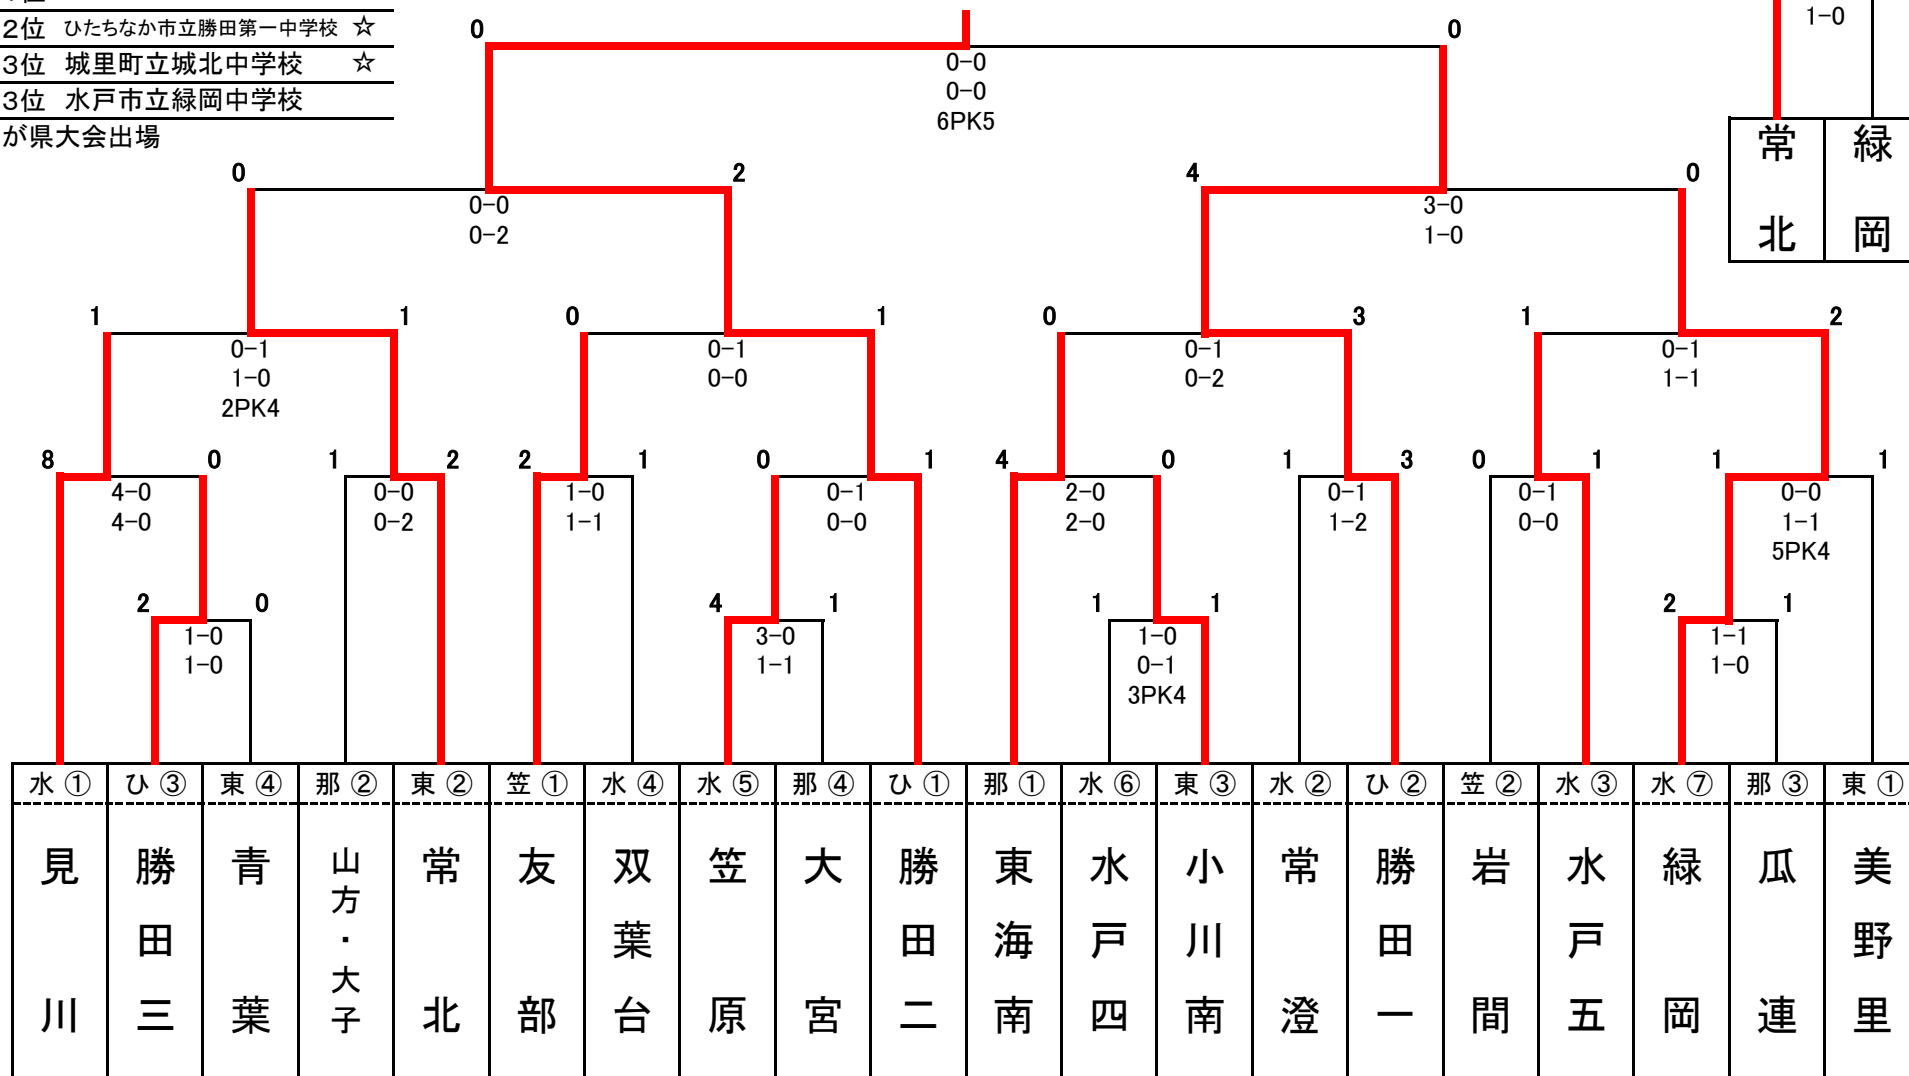 2位 ひたちなか市立勝田第一中学校 ☆
3位 城里町立城北中学校 ☆
3位 水戸市立緑岡中学校
が県大会出場
1-0
常北
緑岡
0 0
0-0
0-0
6PK5
0 2 4 0
0-0 3-0
0-2 1-0
1 1 0 1 0 3 1 2
0-1 0-1 0-1 0-1
1-0 0-0 0-2 1-1
2PK4
8 0 1 2 2 1 0 1 4 0 1 3 0 1 1 1
4-0 0-0 1-0 0-1 2-0 0-1 0-1 0-0
4-0 0-2 1-1 0-0 2-0 1-2 0-0 1-1
5PK4
2 0 4 1 1 1 2 1
1-0 3-0 1-0 1-1
1-0 1-1 0-1 1-0
3PK4
水① ひ③ 東④ 那② 東② 笠① 水④ 水⑤ 那④ ひ① 那① 水⑥ 東③ 水② ひ② 笠② 水③ 水⑦ 那③ 東①
見川
勝田三
青葉
山方・大子
常北
友部
双葉台
笠原
大宮
勝田二
東海南
水戸四
小川南
常澄
勝田一
岩間
水戸五
緑岡
瓜連
美野里